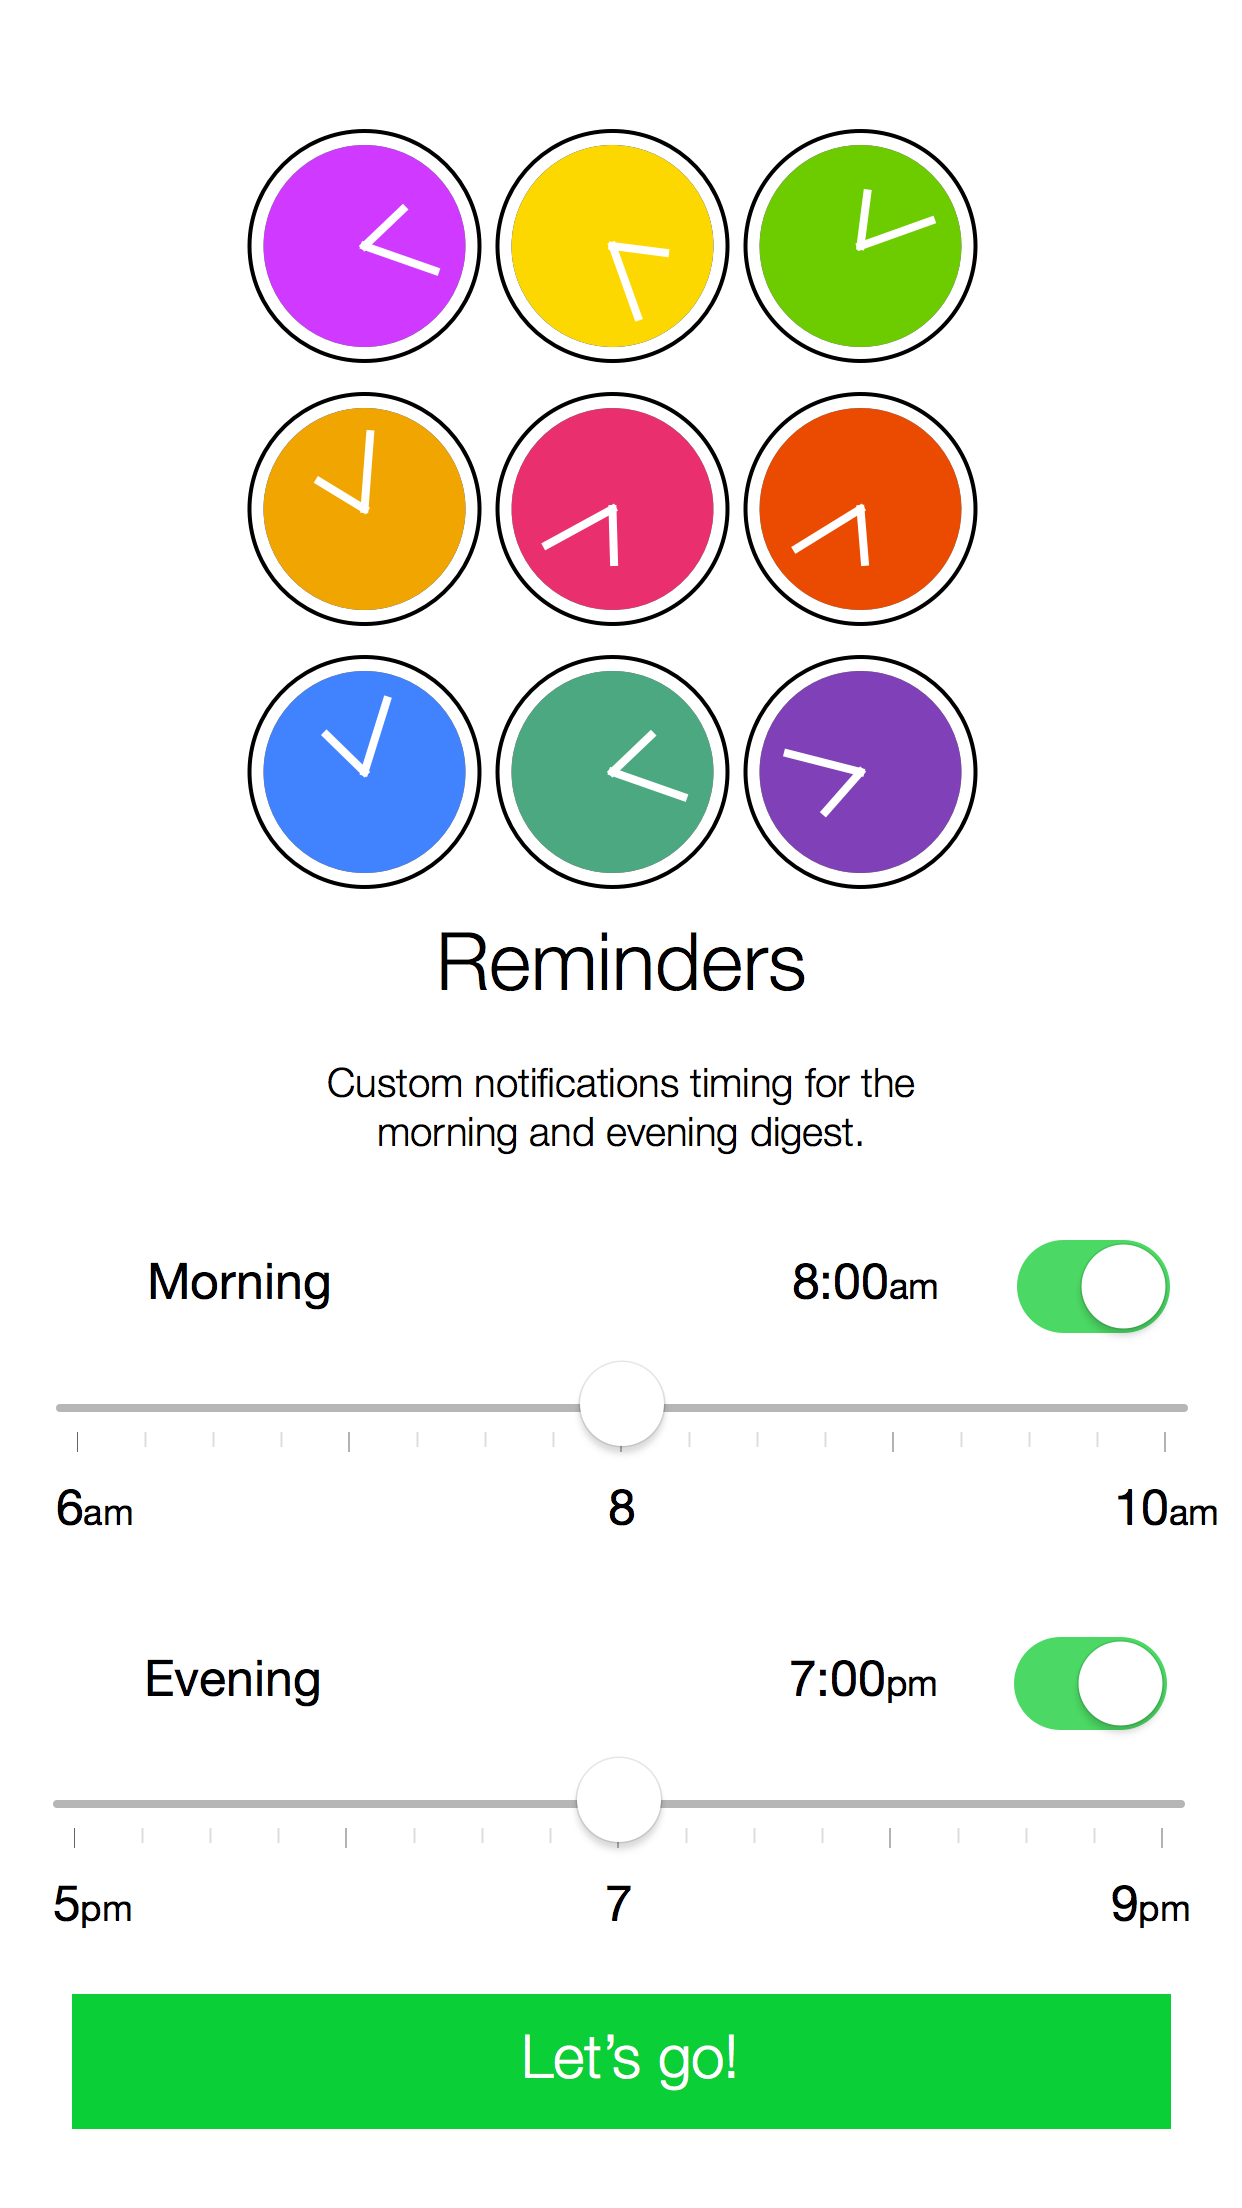 Reminders
Custom notifications timing for the
morning and evening digest.
Morning 8:00am
6am 8 10am
Evening 7:00pm
5pm 7 9pm
Let’s go!